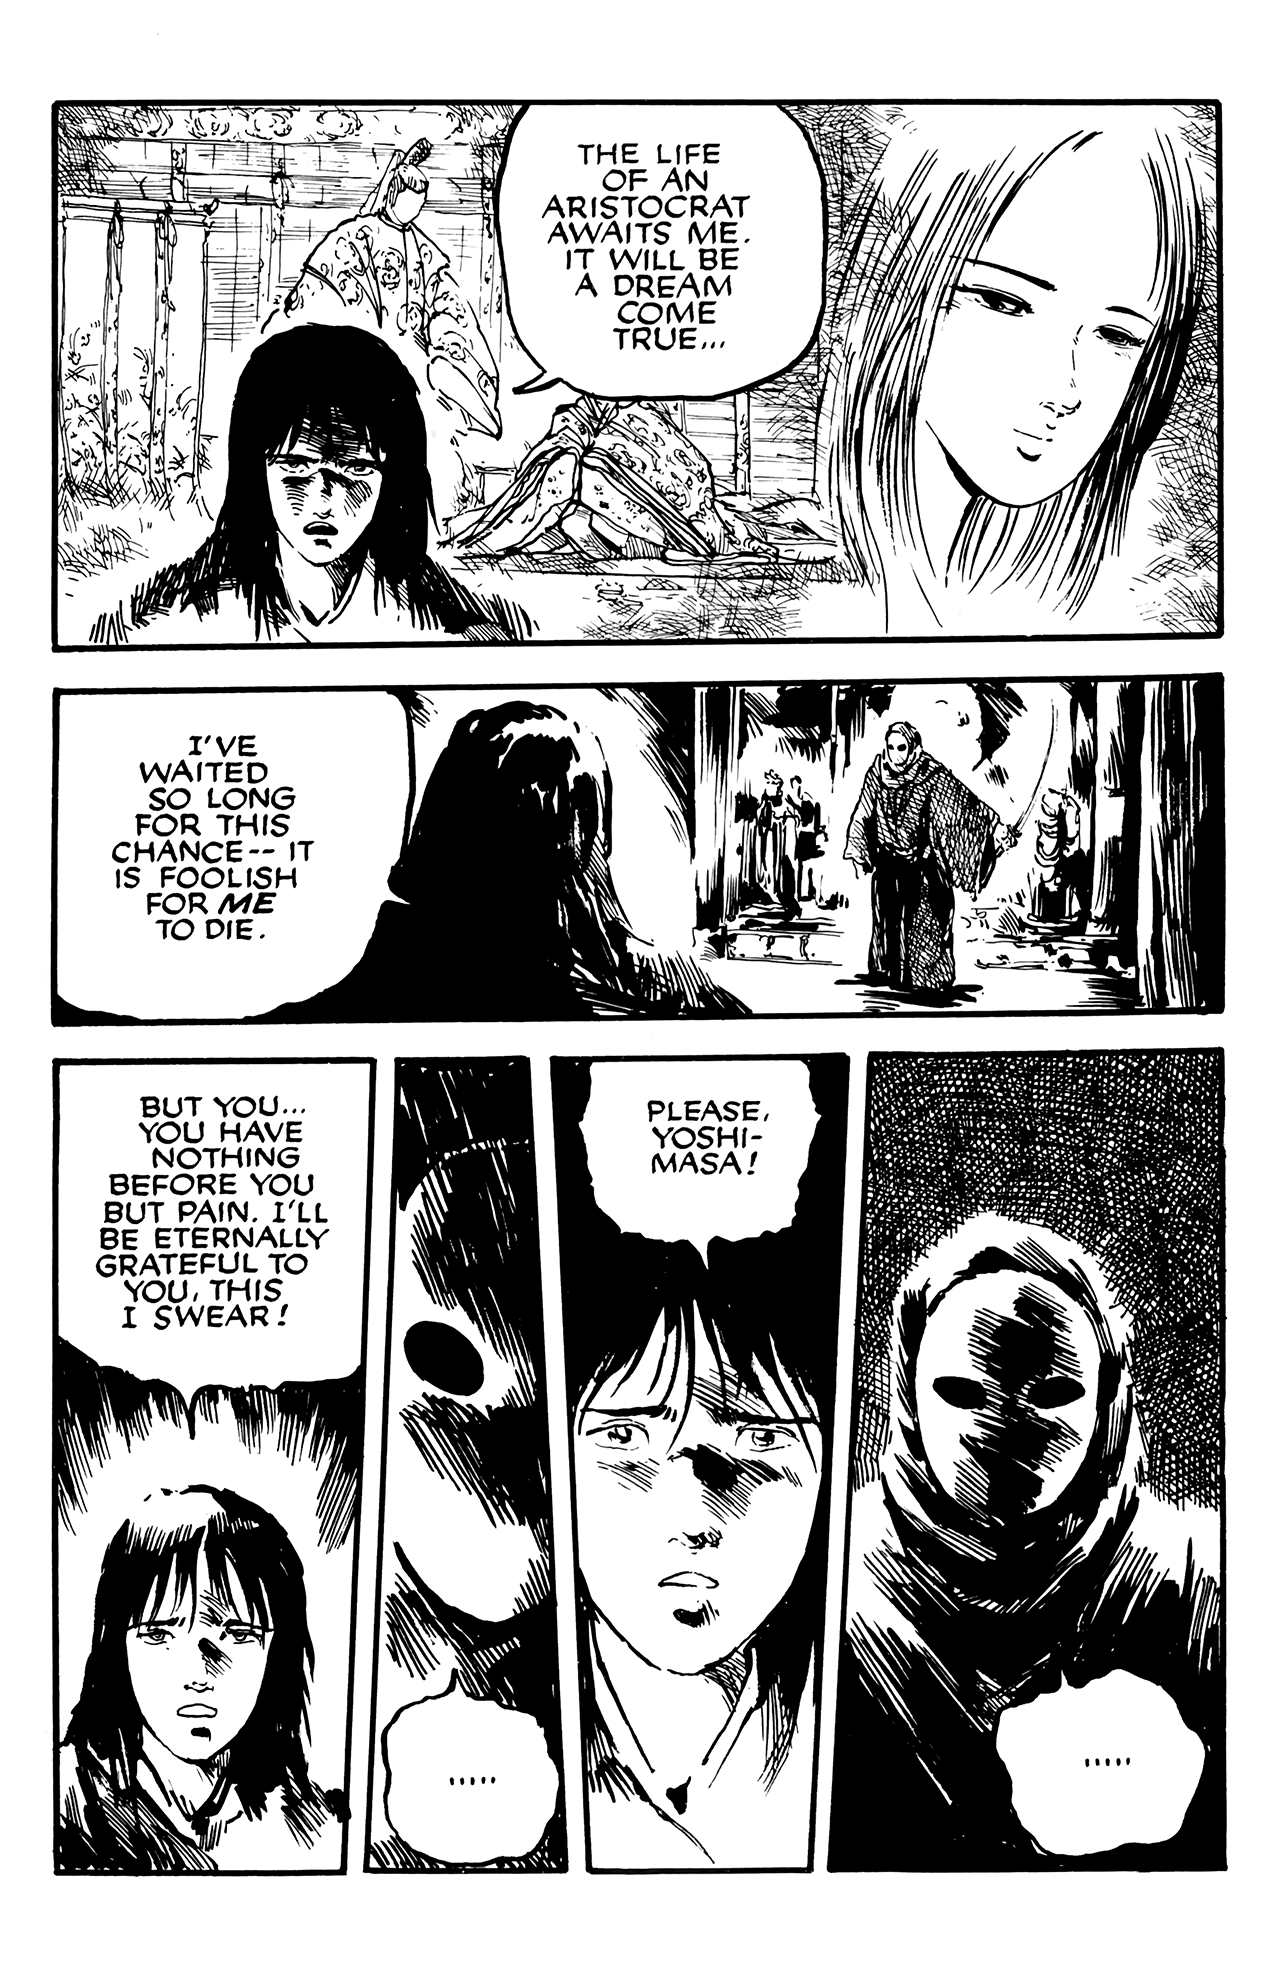 THE LIFE
OF AN
ARISTOCRAT
AWAITS ME.
IT WILL BE
A DREAM
COME
TRUE...
I'VE
WAITED
SO LONG
FOR THIS
CHANCE-- IT
IS FOOLISH
FOR ME
TO DIE.
BUT YOU...
YOU HAVE
NOTHING
BEFORE YOU
BUT PAIN. I'LL
BE ETERNALLY
GRATEFUL TO
YOU, THIS
I SWEAR!
.....
PLEASE,
YOSHI-
MASA!
.....